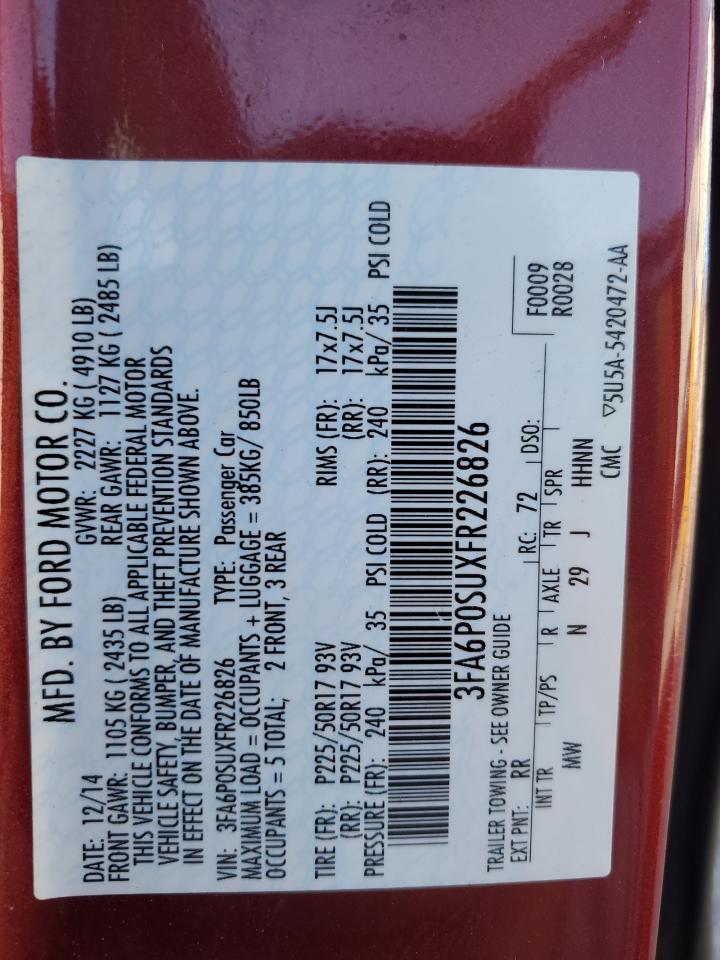 MFD. BY FORD MOTOR CO.
DATE: 12/14 GVWR: 2227 KG ( 4910 LB)
FRONT GAWR: 1105 KG ( 2435 LB) REAR GAWR: 1127 KG ( 2485 LB)
THIS VEHICLE CONFORMS TO ALL APPLICABLE FEDERAL MOTOR
VEHICLE SAFETY, BUMPER, AND THEFT PREVENTION STANDARDS
IN EFFECT ON THE DATE OF MANUFACTURE SHOWN ABOVE.
VIN: 3FA6P0SUXFR226826 TYPE: Passenger Car
MAXIMUM LOAD = OCCUPANTS + LUGGAGE = 385KG/ 850LB
OCCUPANTS = 5 TOTAL; 2 FRONT, 3 REAR
TIRE (FR): P225/50R17 93V RIMS (FR): 17x7.5J
(RR): P225/50R17 93V (RR): 17x7.5J
PRESSURE (FR): 240 kPa/ 35 PSI COLD (RR): 240 kPa/ 35 PSI COLD
3FA6P0SUXFR226826
TRAILER TOWING - SEE OWNER GUIDE
EXT PNT: RR RC: 72 DSO: F0009
R0028
INT TR TP/PS R AXLE TR SPR
MW N 29 J HHNN
CMC ▽5U5A-5420472-AA